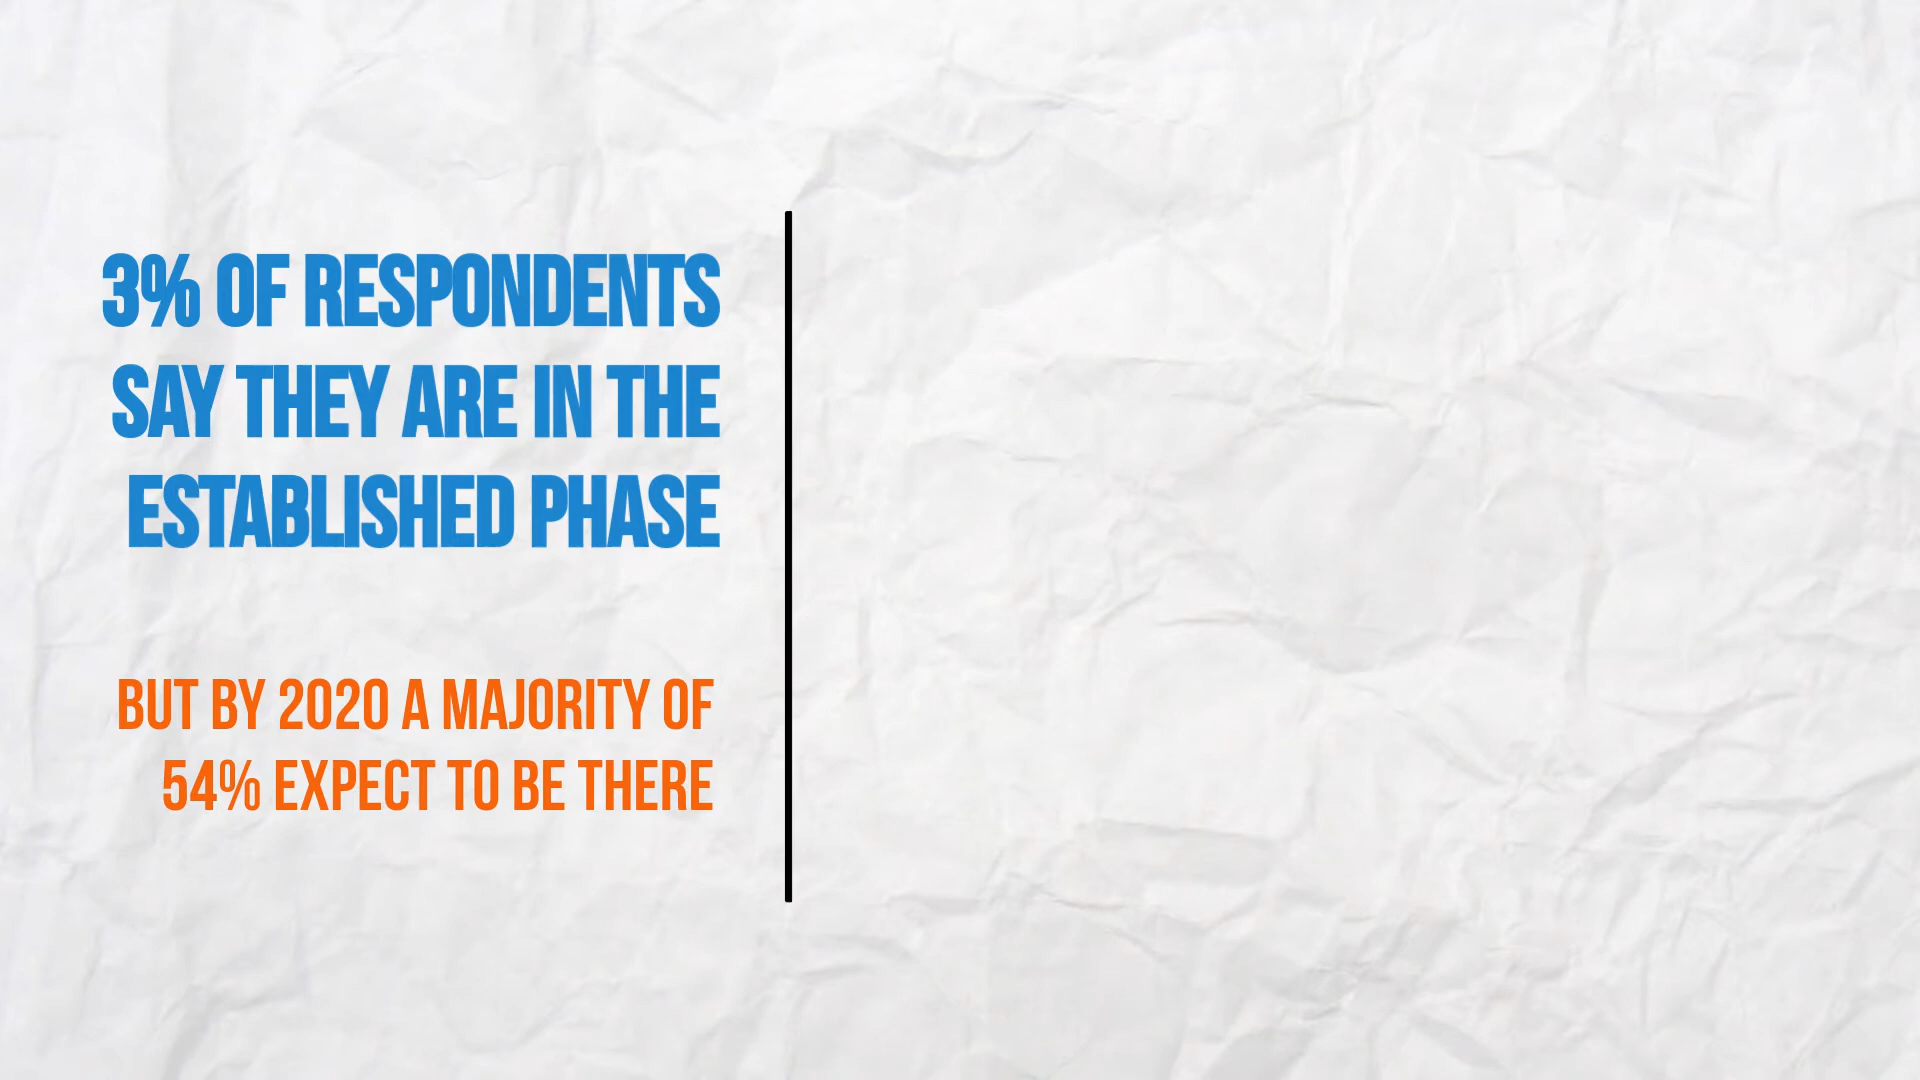 3% OF RESPONDENTS
SAY THEY ARE IN THE
ESTABLISHED PHASE
BUT BY 2020 A MAJORITY OF
54% EXPECT TO BE THERE